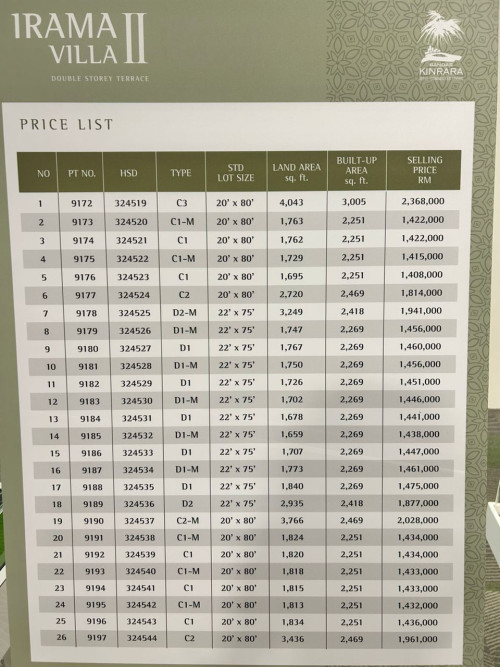 IRAMA II
VILLA
DOUBLE STOREY TERRACE
KINRARA
PRICE LIST
NO PT NO. HSD TYPE STD LOT SIZE LAND AREA sq. ft. BUILT-UP AREA sq. ft. SELLING PRICE RM
1 9172 324519 C3 20' x 80' 4,043 3,005 2,368,000
2 9173 324520 C1-M 20' x 80' 1,763 2,251 1,422,000
3 9174 324521 C1 20' x 80' 1,762 2,251 1,422,000
4 9175 324522 C1-M 20' x 80' 1,729 2,251 1,415,000
5 9176 324523 C1 20' x 80' 1,695 2,251 1,408,000
6 9177 324524 C2 20' x 80' 2,720 2,469 1,814,000
7 9178 324525 D2-M 22' x 75' 3,249 2,418 1,941,000
8 9179 324526 D1-M 22' x 75' 1,747 2,269 1,456,000
9 9180 324527 D1 22' x 75' 1,767 2,269 1,460,000
10 9181 324528 D1-M 22' x 75' 1,750 2,269 1,456,000
11 9182 324529 D1 22' x 75' 1,726 2,269 1,451,000
12 9183 324530 D1-M 22' x 75' 1,702 2,269 1,446,000
13 9184 324531 D1 22' x 75' 1,678 2,269 1,441,000
14 9185 324532 D1-M 22' x 75' 1,659 2,269 1,438,000
15 9186 324533 D1 22' x 75' 1,707 2,269 1,447,000
16 9187 324534 D1-M 22' x 75' 1,773 2,269 1,461,000
17 9188 324535 D1 22' x 75' 1,840 2,269 1,475,000
18 9189 324536 D2 22' x 75' 2,935 2,418 1,877,000
19 9190 324537 C2-M 20' x 80' 3,766 2,469 2,028,000
20 9191 324538 C1-M 20' x 80' 1,824 2,251 1,434,000
21 9192 324539 C1 20' x 80' 1,820 2,251 1,434,000
22 9193 324540 C1-M 20' x 80' 1,818 2,251 1,433,000
23 9194 324541 C1 20' x 80' 1,815 2,251 1,433,000
24 9195 324542 C1-M 20' x 80' 1,813 2,251 1,432,000
25 9196 324543 C1 20' x 80' 1,834 2,251 1,436,000
26 9197 324544 C2 20' x 80' 3,436 2,469 1,961,000